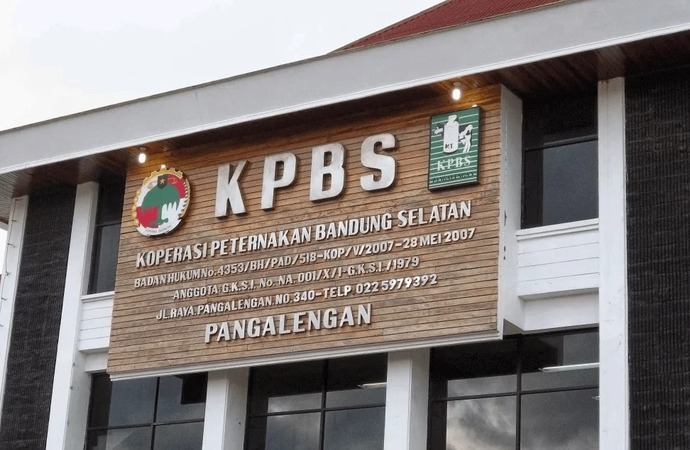 KPBS
KPBS
KOPERASI PETERNAKAN BANDUNG SELATAN
BADAN HUKUM No. 4353/BH/PAD/518-KOP/V/2007-28 MEI 2007
ANGGOTA: G.K.S.I. No. NA. 001/X/1-G.K.S.I./1979
JL. RAYA. PANGALENGAN. NO. 340-TELP 022 5979392
PANGALENGAN